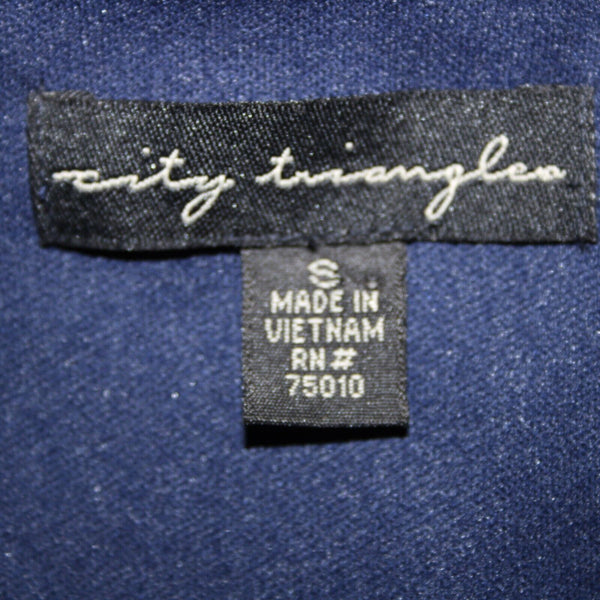 city triangles
S
MADE IN
VIETNAM
RN#
75010